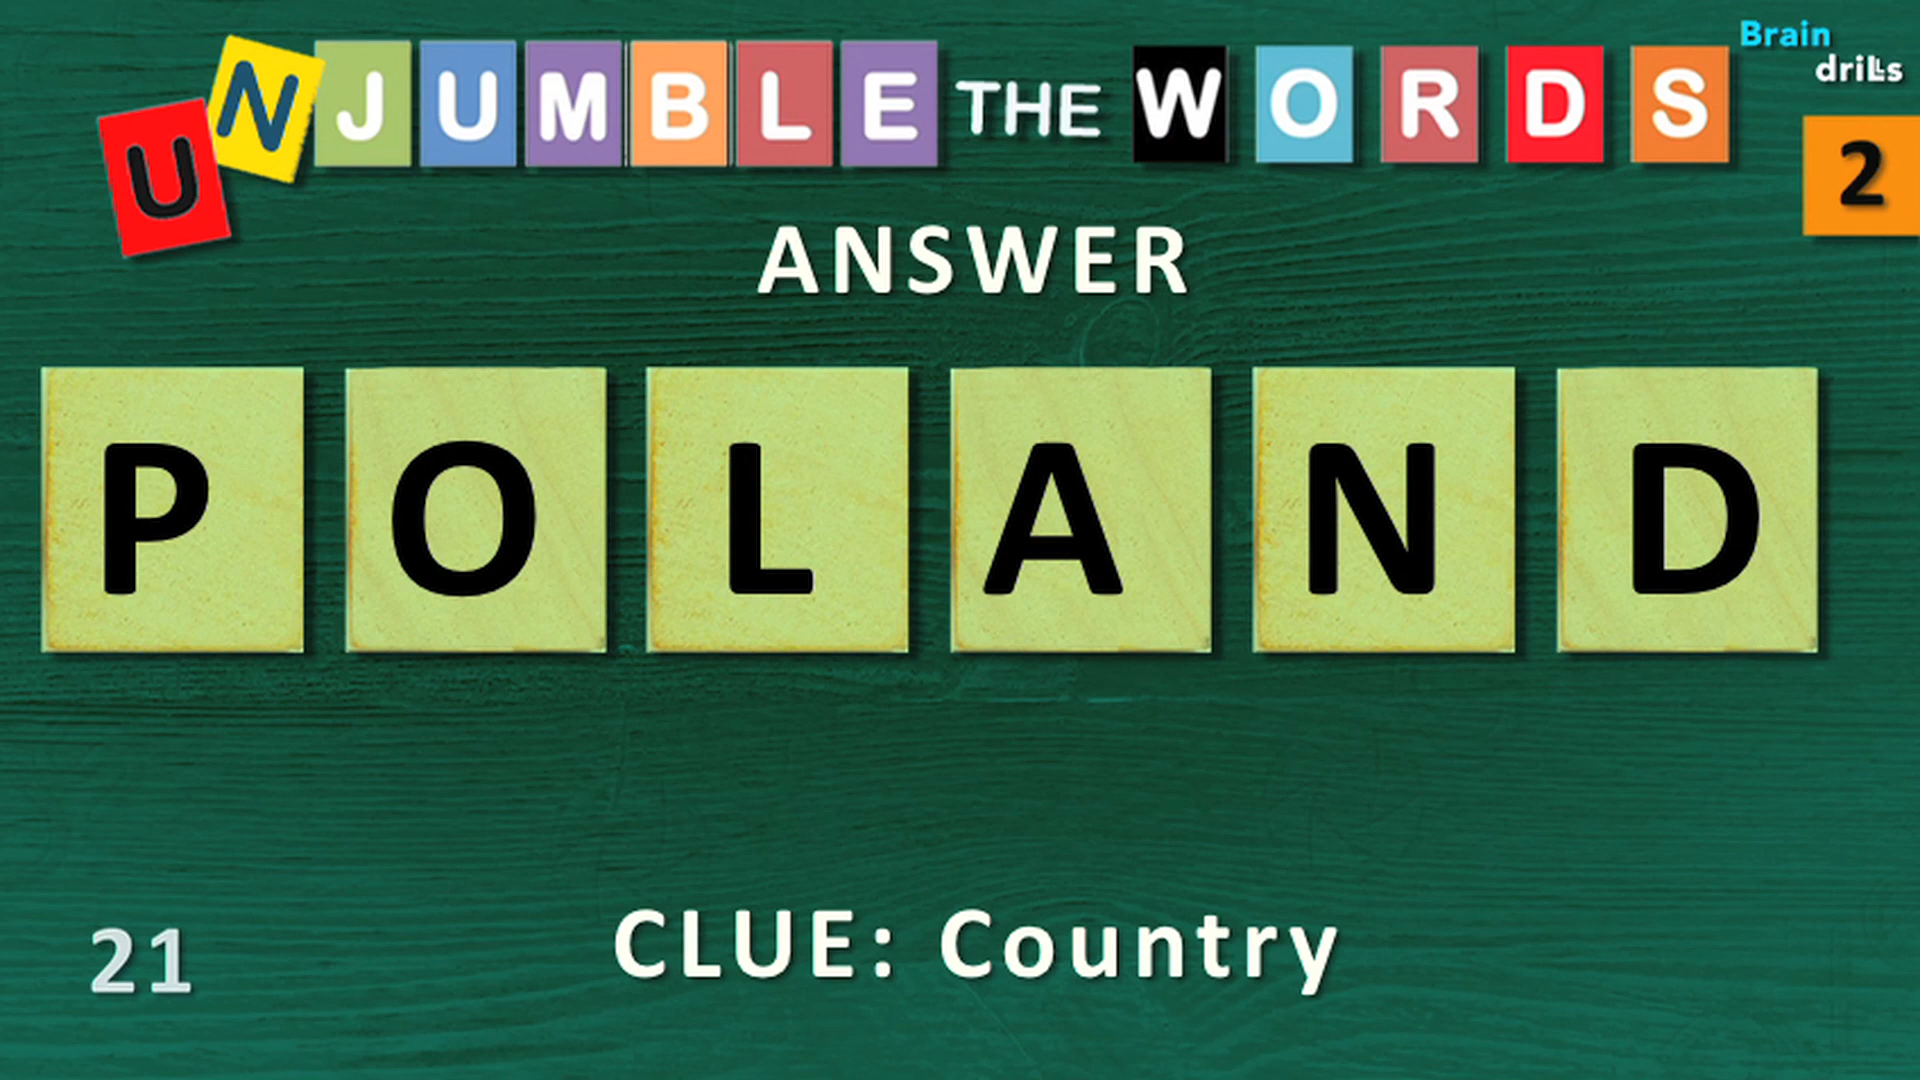 UNJUMBLE THE WORDS
Brain
drills
2
ANSWER
POLAND
21
CLUE: Country